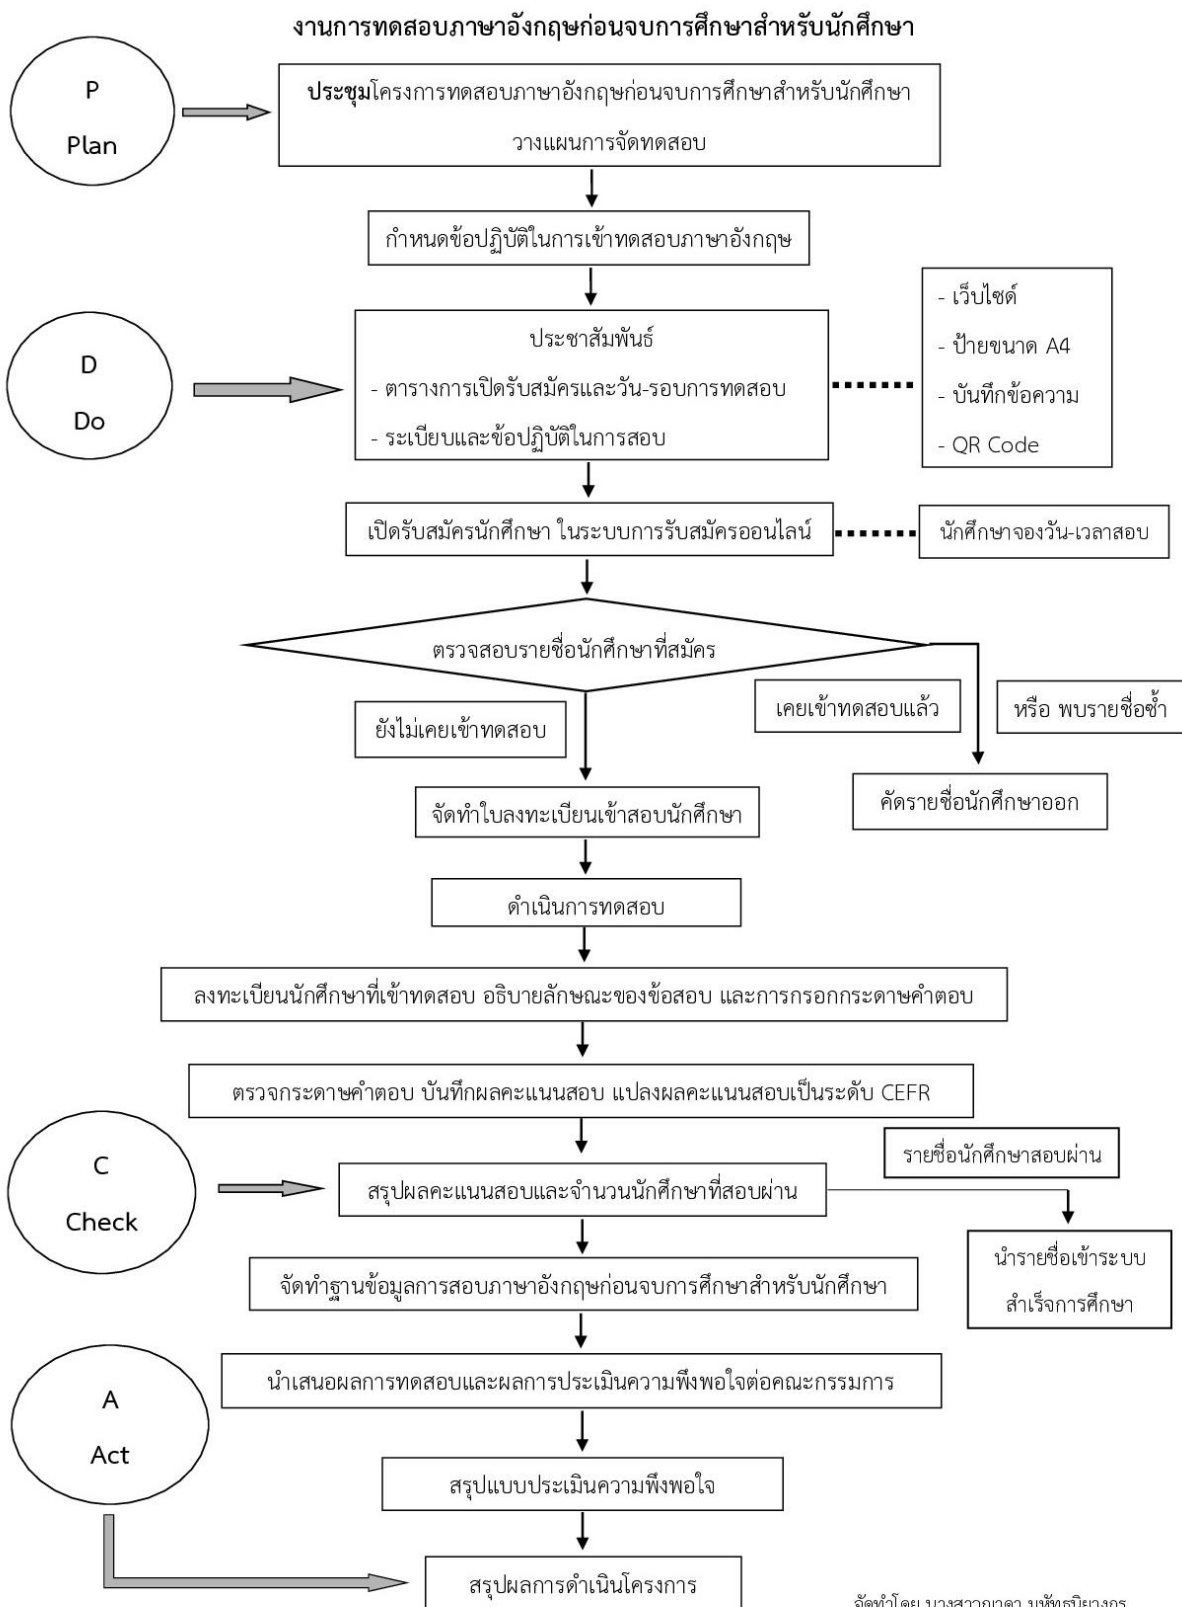 งานการทดสอบภาษาอังกฤษก่อนจบการศึกษาสำหรับนักศึกษา
P
Plan
ประชุมโครงการทดสอบภาษาอังกฤษก่อนจบการศึกษาสำหรับนักศึกษา
วางแผนการจัดทดสอบ
กำหนดข้อปฏิบัติในการเข้าทดสอบภาษาอังกฤษ
D
Do
ประชาสัมพันธ์
- ตารางการเปิดรับสมัครและวัน-รอบการทดสอบ
- ระเบียบและข้อปฏิบัติในการสอบ
- เว็บไซด์
- ป้ายขนาด A4
- บันทึกข้อความ
- QR Code
เปิดรับสมัครนักศึกษา ในระบบการรับสมัครออนไลน์
นักศึกษาจองวัน-เวลาสอบ
ตรวจสอบรายชื่อนักศึกษาที่สมัคร
ยังไม่เคยเข้าทดสอบ
เคยเข้าทดสอบแล้ว
หรือ พบรายชื่อซ้ำ
คัดรายชื่อนักศึกษาออก
จัดทำใบลงทะเบียนเข้าสอบนักศึกษา
ดำเนินการทดสอบ
ลงทะเบียนนักศึกษาที่เข้าทดสอบ อธิบายลักษณะของข้อสอบ และการกรอกกระดาษคำตอบ
ตรวจกระดาษคำตอบ บันทึกผลคะแนนสอบ แปลงผลคะแนนสอบเป็นระดับ CEFR
C
Check
สรุปผลคะแนนสอบและจำนวนนักศึกษาที่สอบผ่าน
รายชื่อนักศึกษาสอบผ่าน
นำรายชื่อเข้าระบบ
สำเร็จการศึกษา
จัดทำฐานข้อมูลการสอบภาษาอังกฤษก่อนจบการศึกษาสำหรับนักศึกษา
A
Act
นำเสนอผลการทดสอบและผลการประเมินความพึงพอใจต่อคณะกรรมการ
สรุปแบบประเมินความพึงพอใจ
สรุปผลการดำเนินโครงการ
จัดทำโดย นางสาว